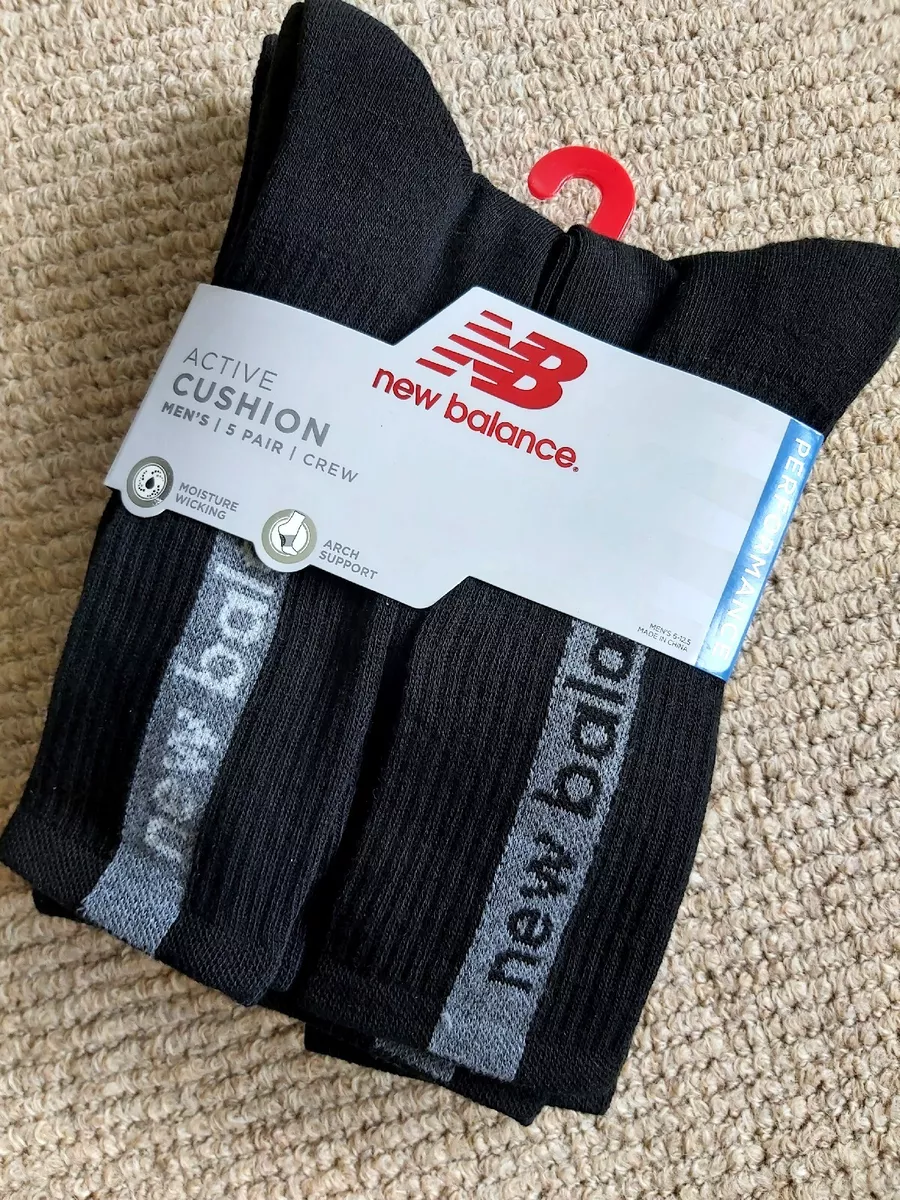 NB
new balance
ACTIVE
CUSHION
MEN'S | 5 PAIR | CREW
MOISTURE
WICKING
ARCH
SUPPORT
PERFORMANCE
MEN'S 6-12.5
MADE IN CHINA
new bal
new bala